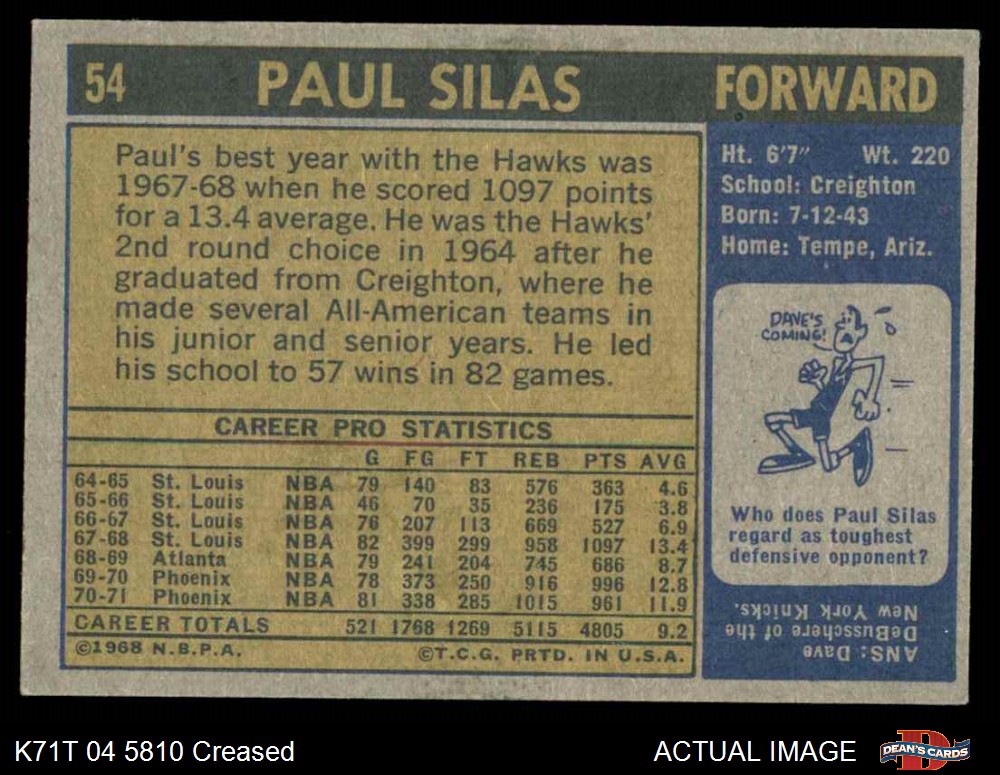 54 PAUL SILAS FORWARD
Paul's best year with the Hawks was
1967-68 when he scored 1097 points
for a 13.4 average. He was the Hawks'
2nd round choice in 1964 after he
graduated from Creighton, where he
made several All-American teams in
his junior and senior years. He led
his school to 57 wins in 82 games.
CAREER PRO STATISTICS
G FG FT REB PTS AVG
64-65 St. Louis NBA 79 140 83 576 363 4.6
65-66 St. Louis NBA 46 70 35 236 175 3.8
66-67 St. Louis NBA 76 207 113 669 527 6.9
67-68 St. Louis NBA 82 399 299 958 1097 13.4
68-69 Atlanta NBA 79 241 204 745 686 8.7
69-70 Phoenix NBA 78 373 250 916 996 12.8
70-71 Phoenix NBA 81 338 285 1015 961 11.9
CAREER TOTALS 521 1768 1269 5115 4805 9.2
©1968 N.B.P.A. ©T.C.G. PRTD. IN U.S.A.
Ht. 6'7" Wt. 220
School: Creighton
Born: 7-12-43
Home: Tempe, Ariz.
DAVE'S
COMING!
Who does Paul Silas
regard as toughest
defensive opponent?
ANS: Dave
DeBusschere of the
New York Knicks.
K71T 04 5810 Creased ACTUAL IMAGE
D
DEAN'S CARDS